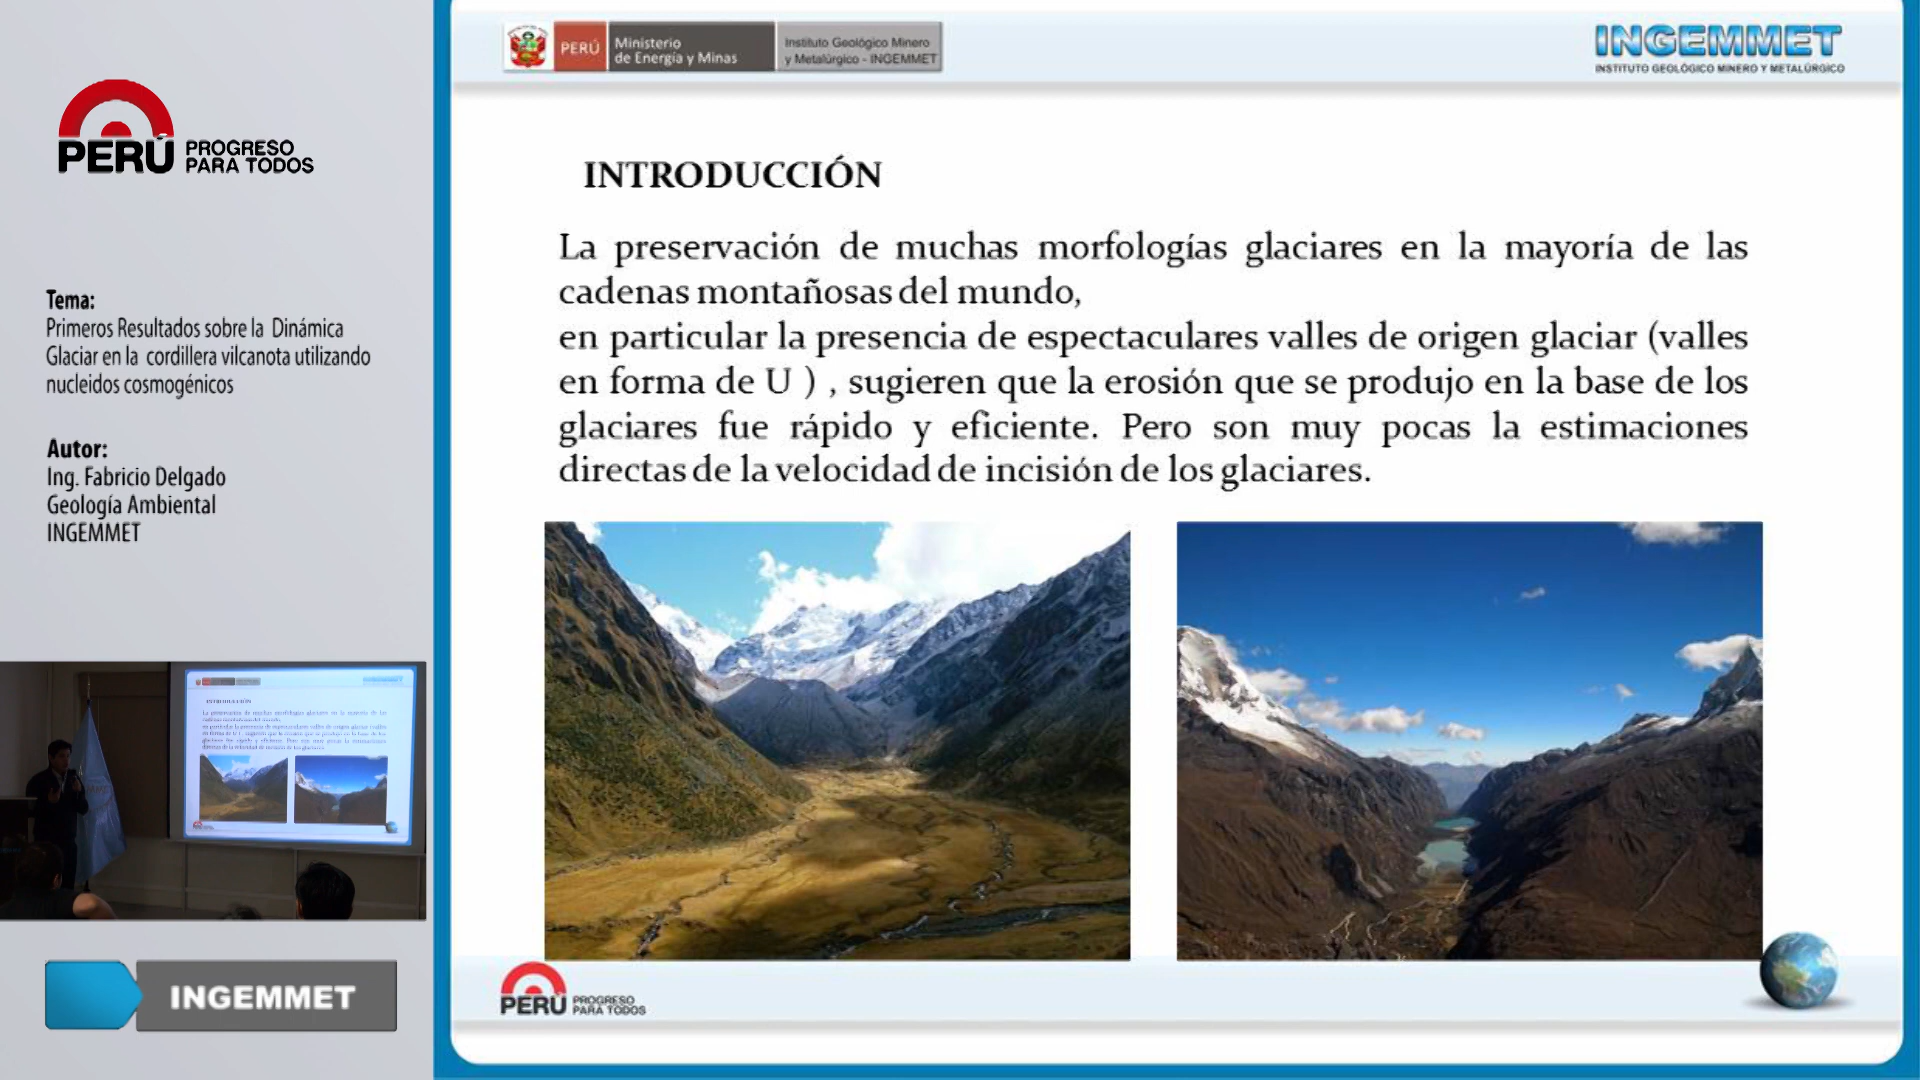 PERÚ PROGRESO
PARA TODOS
Tema:
Primeros Resultados sobre la Dinámica
Glaciar en la cordillera vilcanota utilizando
nucleidos cosmogénicos
Autor:
Ing. Fabricio Delgado
Geología Ambiental
INGEMMET
INGEMMET
PERÚ
Ministerio
de Energía y Minas
Instituto Geológico Minero
y Metalúrgico - INGEMMET
INGEMMET
INSTITUTO GEOLÓGICO MINERO Y METALÚRGICO
INTRODUCCIÓN
La preservación de muchas morfologías glaciares en la mayoría de las
cadenas montañosas del mundo,
en particular la presencia de espectaculares valles de origen glaciar (valles
en forma de U ) , sugieren que la erosión que se produjo en la base de los
glaciares fue rápido y eficiente. Pero son muy pocas la estimaciones
directas de la velocidad de incisión de los glaciares.
PERÚ PROGRESO
PARA TODOS